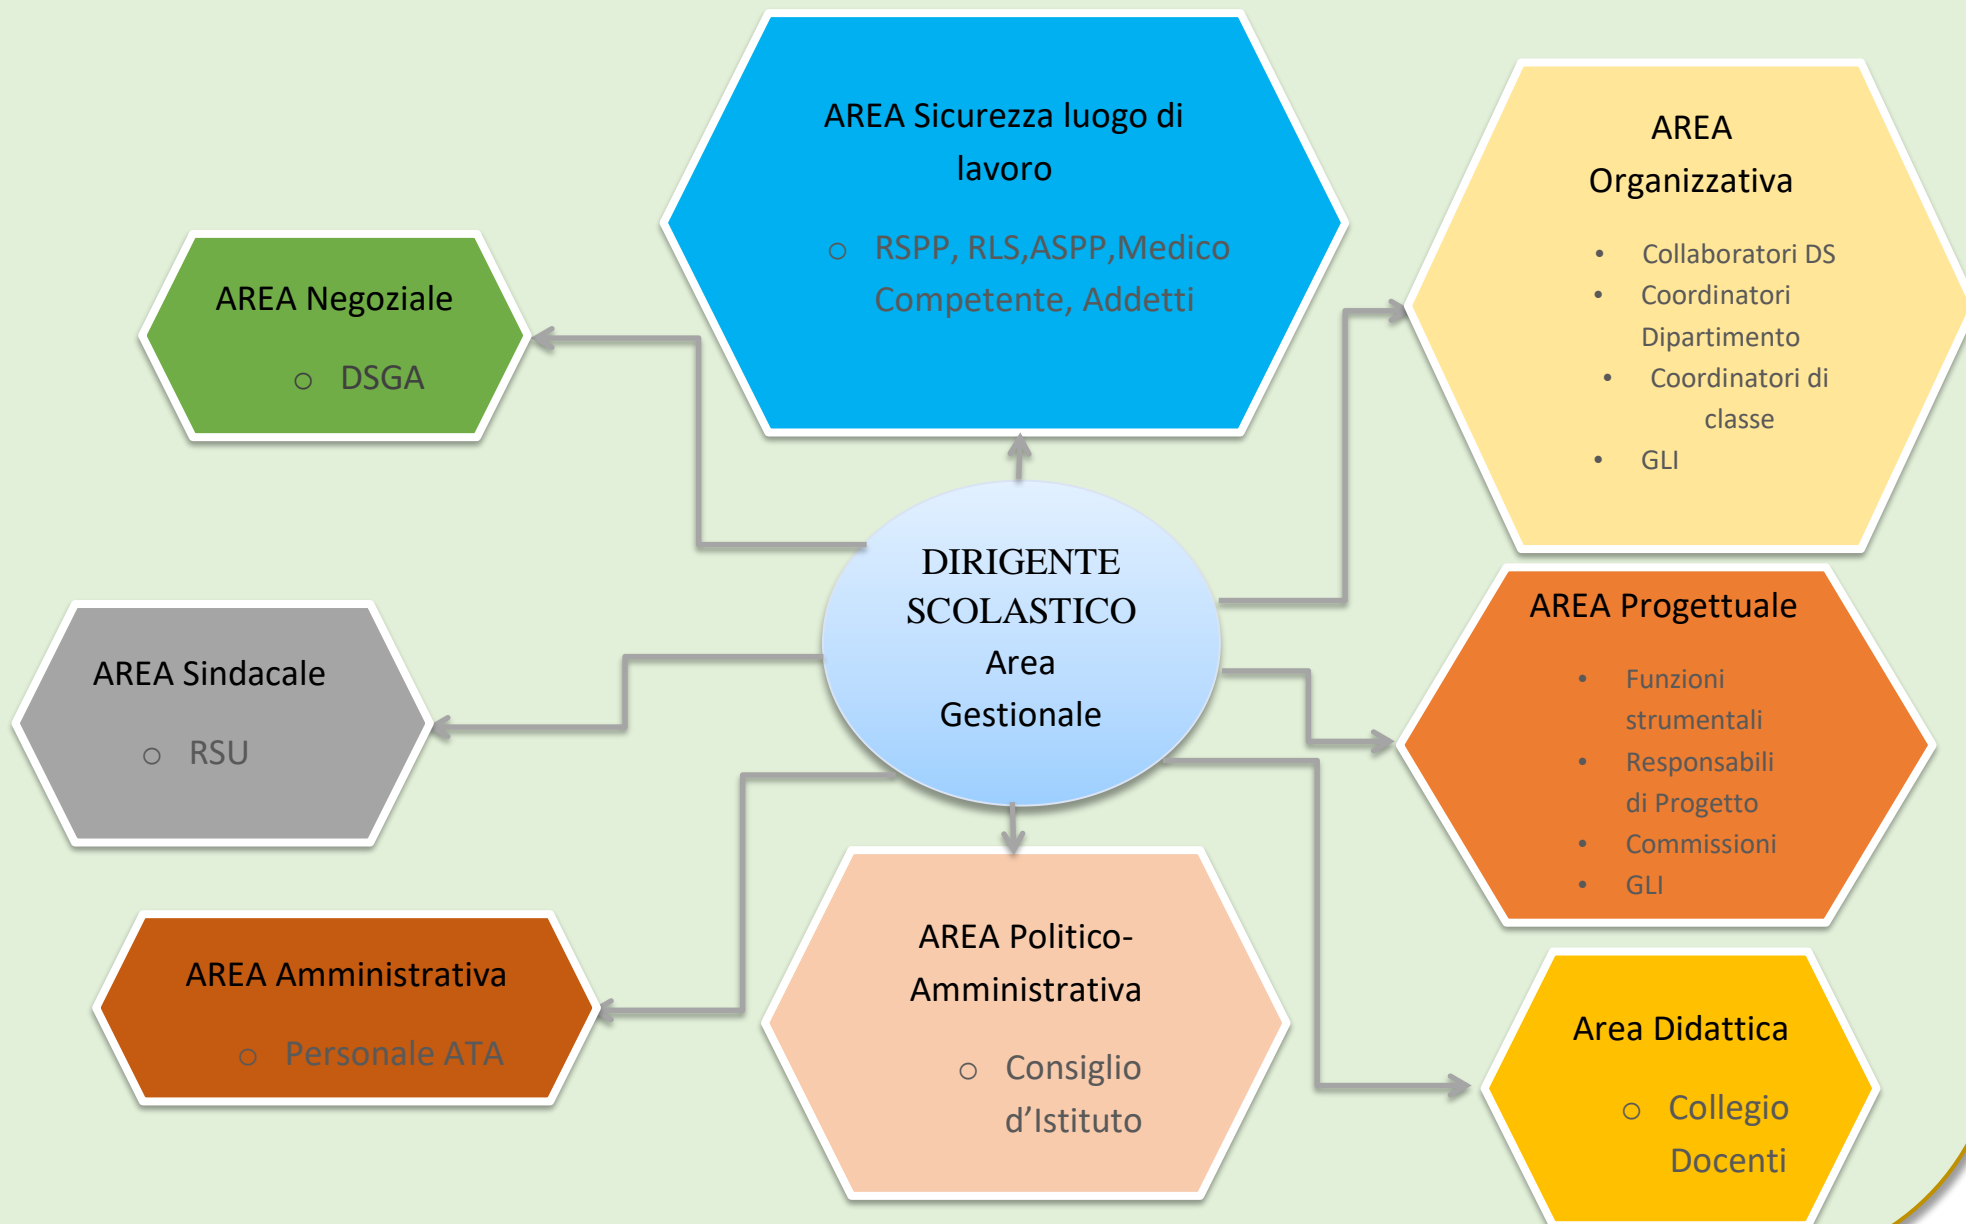 AREA Sicurezza luogo di
lavoro
○ RSPP, RLS,ASPP,Medico
Competente, Addetti
AREA
Organizzativa
• Collaboratori DS
• Coordinatori
Dipartimento
• Coordinatori di
classe
• GLI
AREA Negoziale
○ DSGA
DIRIGENTE
SCOLASTICO
Area
Gestionale
AREA Progettuale
• Funzioni
strumentali
• Responsabili
di Progetto
• Commissioni
• GLI
AREA Sindacale
○ RSU
AREA Amministrativa
○ Personale ATA
AREA Politico-
Amministrativa
○ Consiglio
d’Istituto
Area Didattica
○ Collegio
Docenti